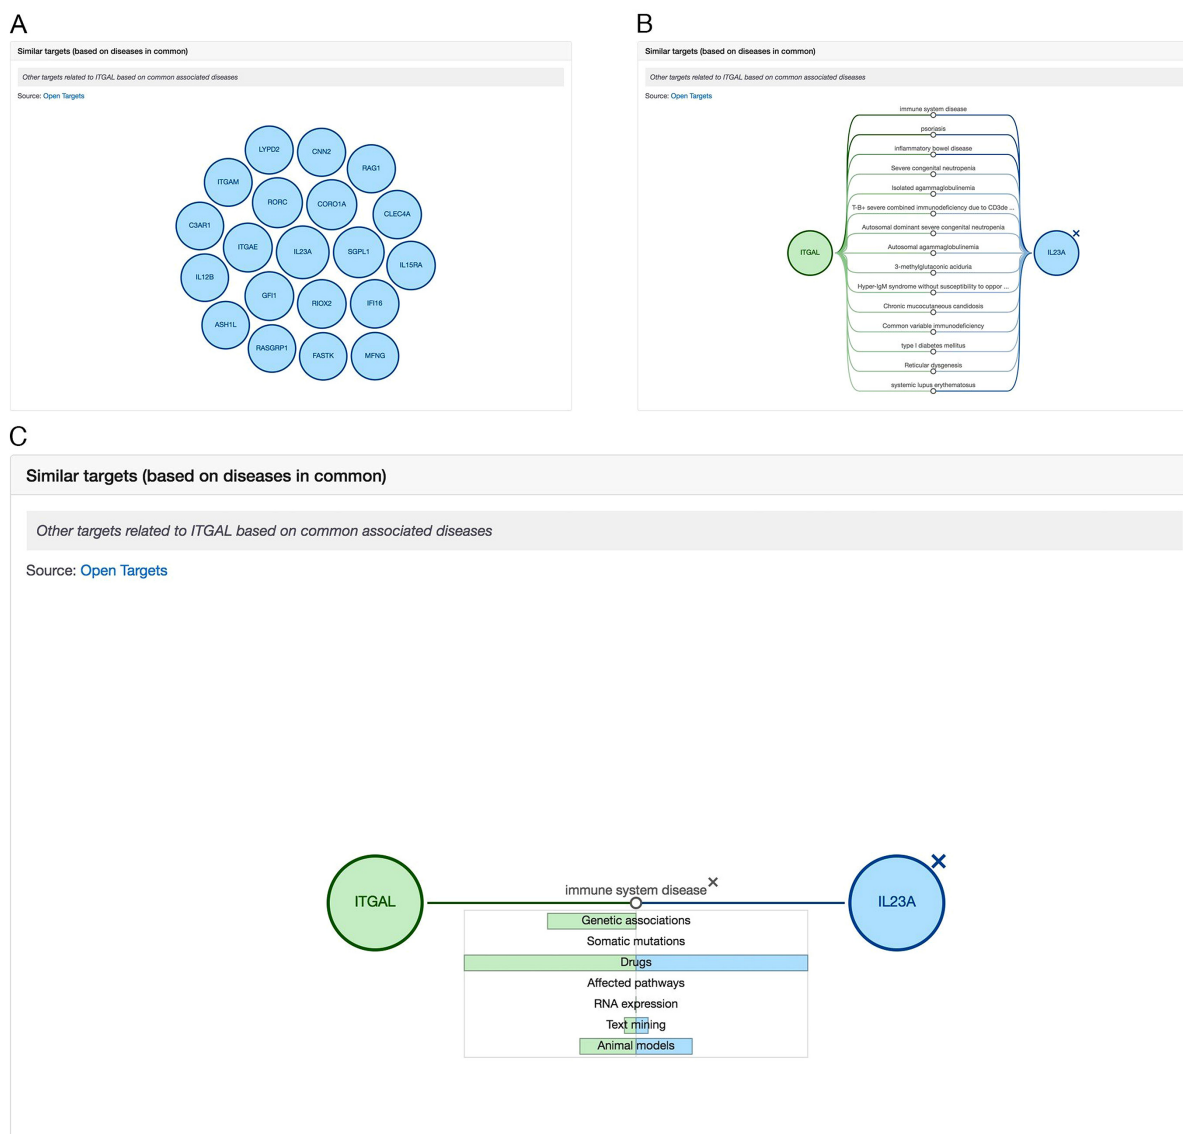 A
Similar targets (based on diseases in common)
Other targets related to ITGAL based on common associated diseases
Source: Open Targets
LYPD2
CNN2
RAG1
ITGAM
RORC
CORO1A
CLEC4A
C3AR1
ITGAE
IL23A
SGPL1
IL15RA
IL12B
GFI1
RIOX2
IFI16
ASH1L
RASGRP1
FASTK
MFNG
B
Similar targets (based on diseases in common)
Other targets related to ITGAL based on common associated diseases
Source: Open Targets
immune system disease
psoriasis
inflammatory bowel disease
Severe congenital neutropenia
Isolated agammaglobulinemia
T-B+ severe combined immunodeficiency due to CD3de ...
Autosomal dominant severe congenital neutropenia
ITGAL
Autosomal agammaglobulinemia
IL23A
3-methylglutaconic aciduria
Hyper-IgM syndrome without susceptibility to oppor ...
Chronic mucocutaneous candidosis
Common variable immunodeficiency
type I diabetes mellitus
Reticular dysgenesis
systemic lupus erythematosus
C
Similar targets (based on diseases in common)
Other targets related to ITGAL based on common associated diseases
Source: Open Targets
immune system disease
ITGAL
IL23A
Genetic associations
Somatic mutations
Drugs
Affected pathways
RNA expression
Text mining
Animal models